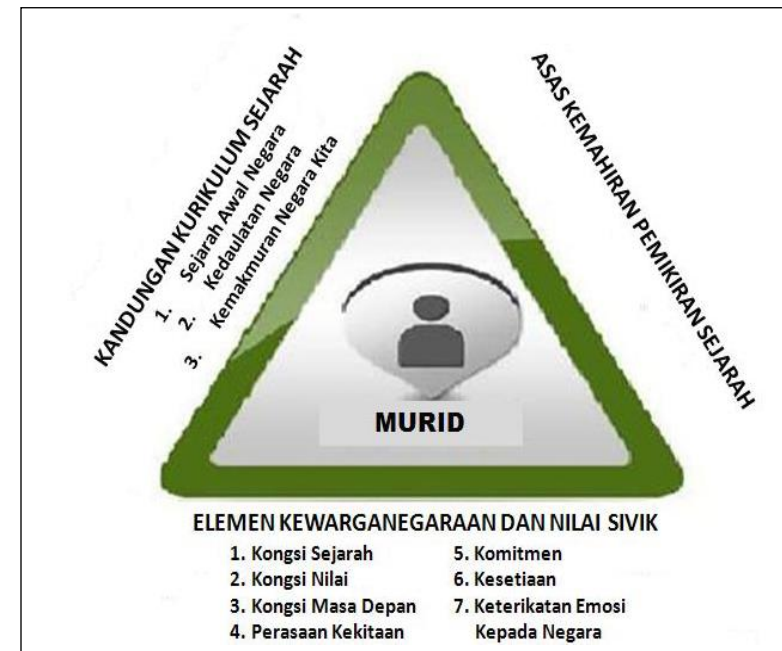 KANDUNGAN KURIKULUM SEJARAH
1. Sejarah Awal Negara
2. Kedaulatan Negara
3. Kemakmuran Negara Kita
ASAS KEMAHIRAN PEMIKIRAN SEJARAH
MURID
ELEMEN KEWARGANEGARAAN DAN NILAI SIVIK
1. Kongsi Sejarah
2. Kongsi Nilai
3. Kongsi Masa Depan
4. Perasaan Kekitaan
5. Komitmen
6. Kesetiaan
7. Keterikatan Emosi
Kepada Negara